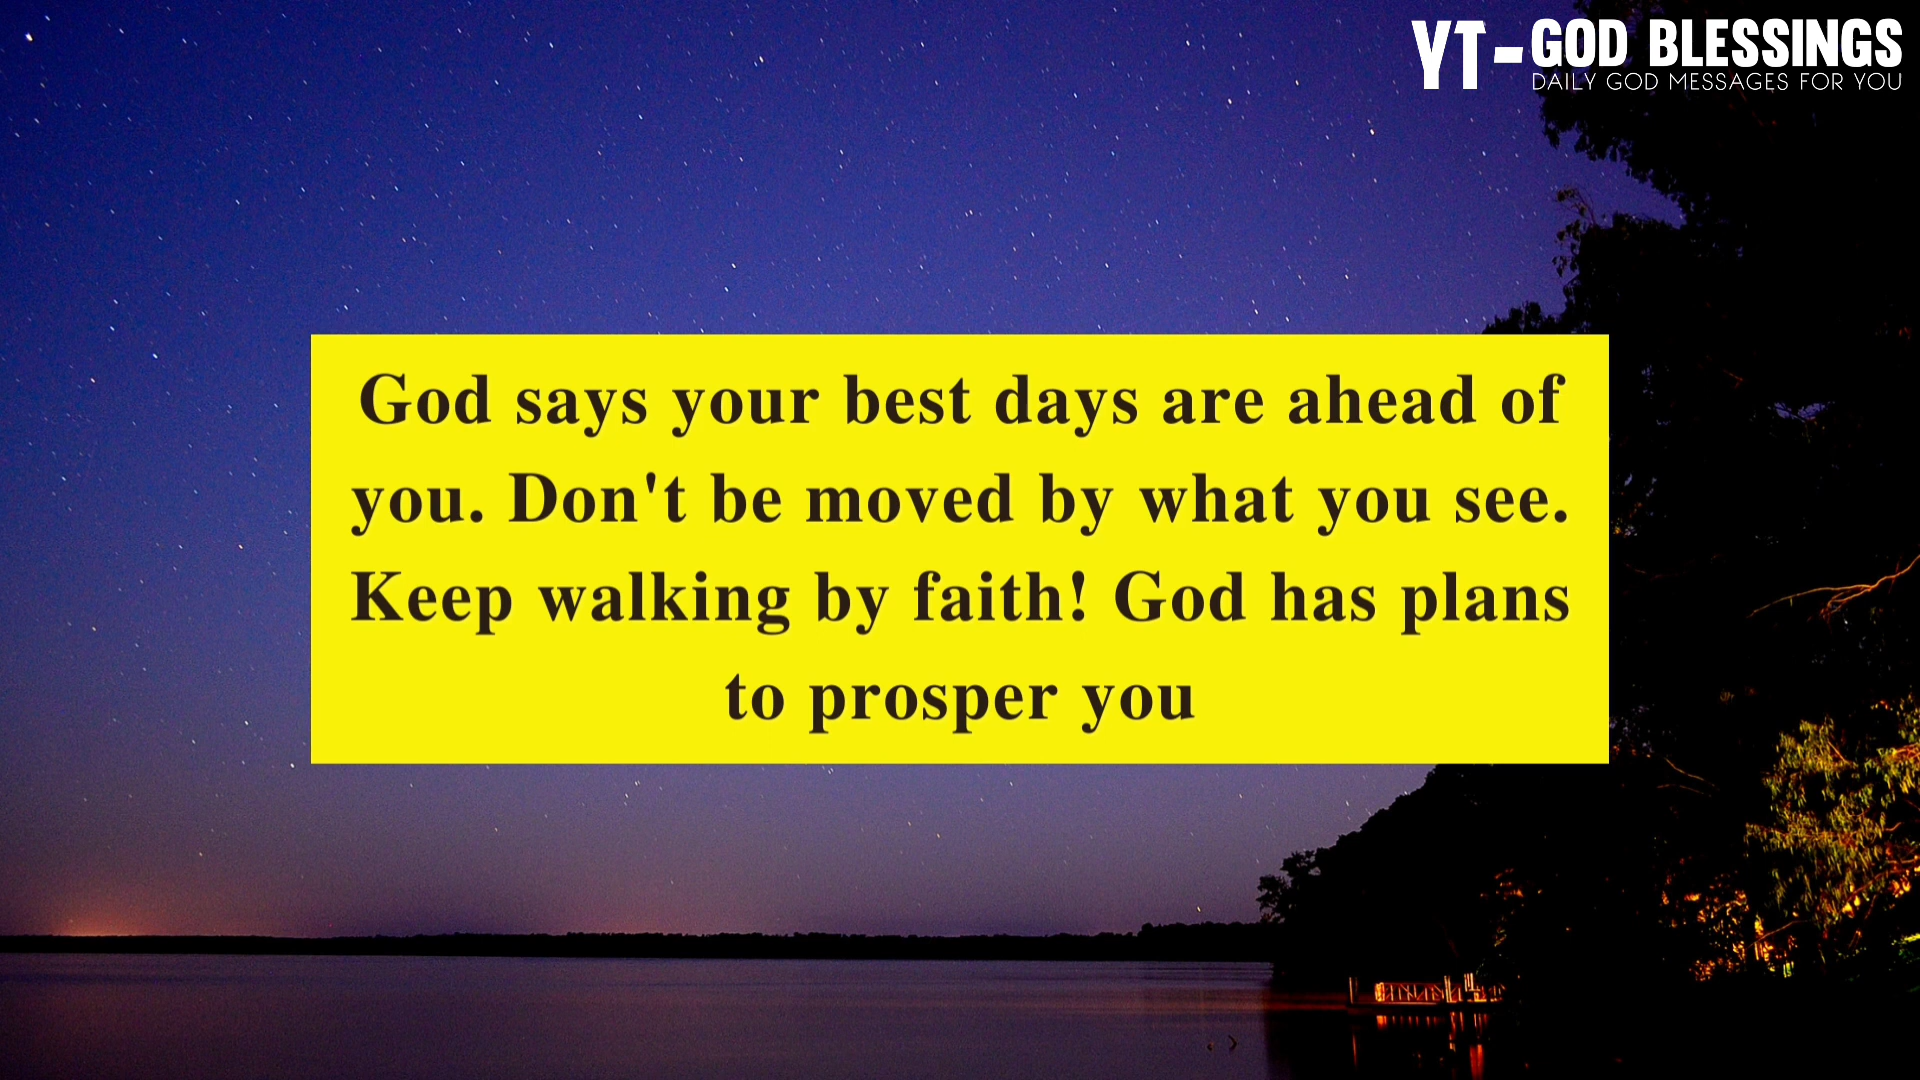 YT-GOD BLESSINGS
DAILY GOD MESSAGES FOR YOU
God says your best days are ahead of
you. Don't be moved by what you see.
Keep walking by faith! God has plans
to prosper you